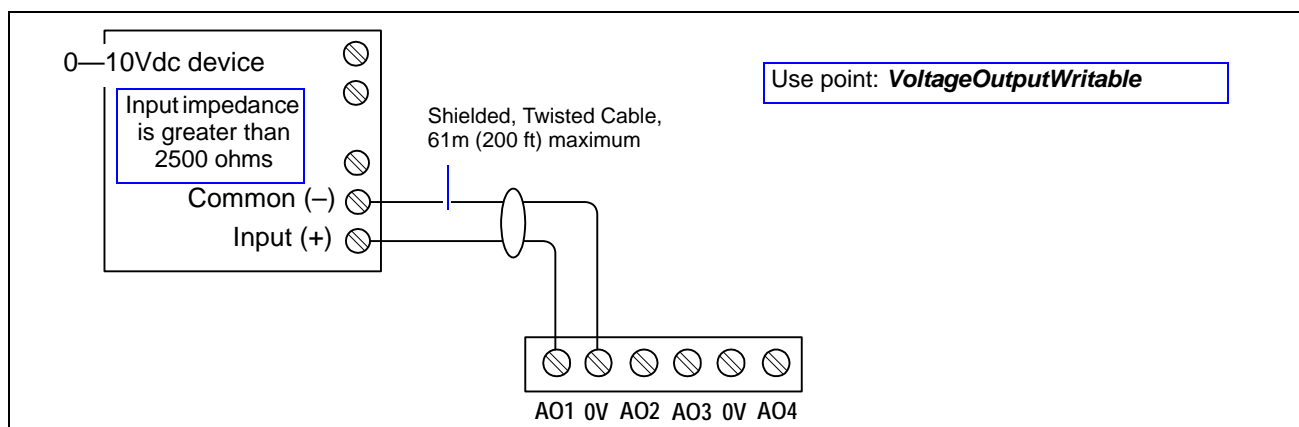 0—10Vdc device
Input impedance
is greater than
2500 ohms
Common (–)
Input (+)
Shielded, Twisted Cable,
61m (200 ft) maximum
Use point: VoltageOutputWritable
AO1 0V AO2 AO3 0V AO4